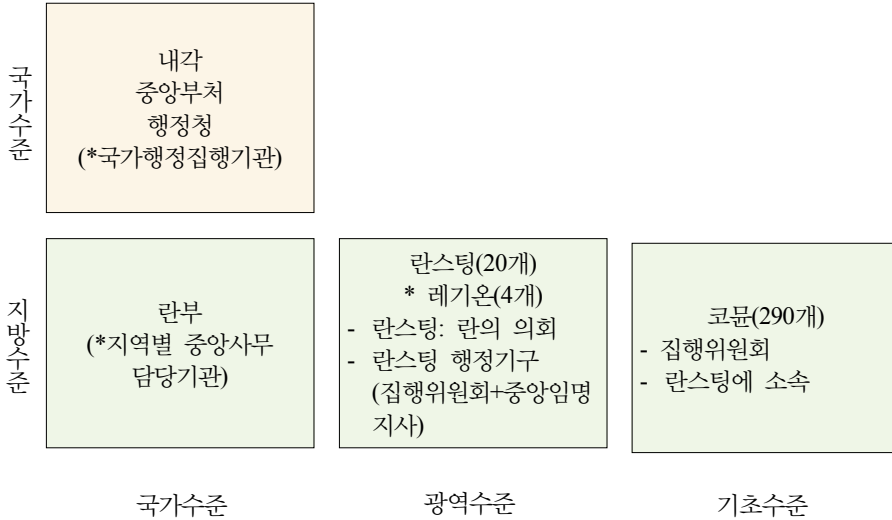 국가수준
내각
중앙부처
행정청
(*국가행정집행기관)
지방수준
란부
(*지역별 중앙사무
담당기관)
란스팅(20개)
* 레기온(4개)
- 란스팅: 란의 의회
- 란스팅 행정기구
(집행위원회+중앙임명
지사)
코뮨(290개)
- 집행위원회
- 란스팅에 소속
국가수준
광역수준
기초수준